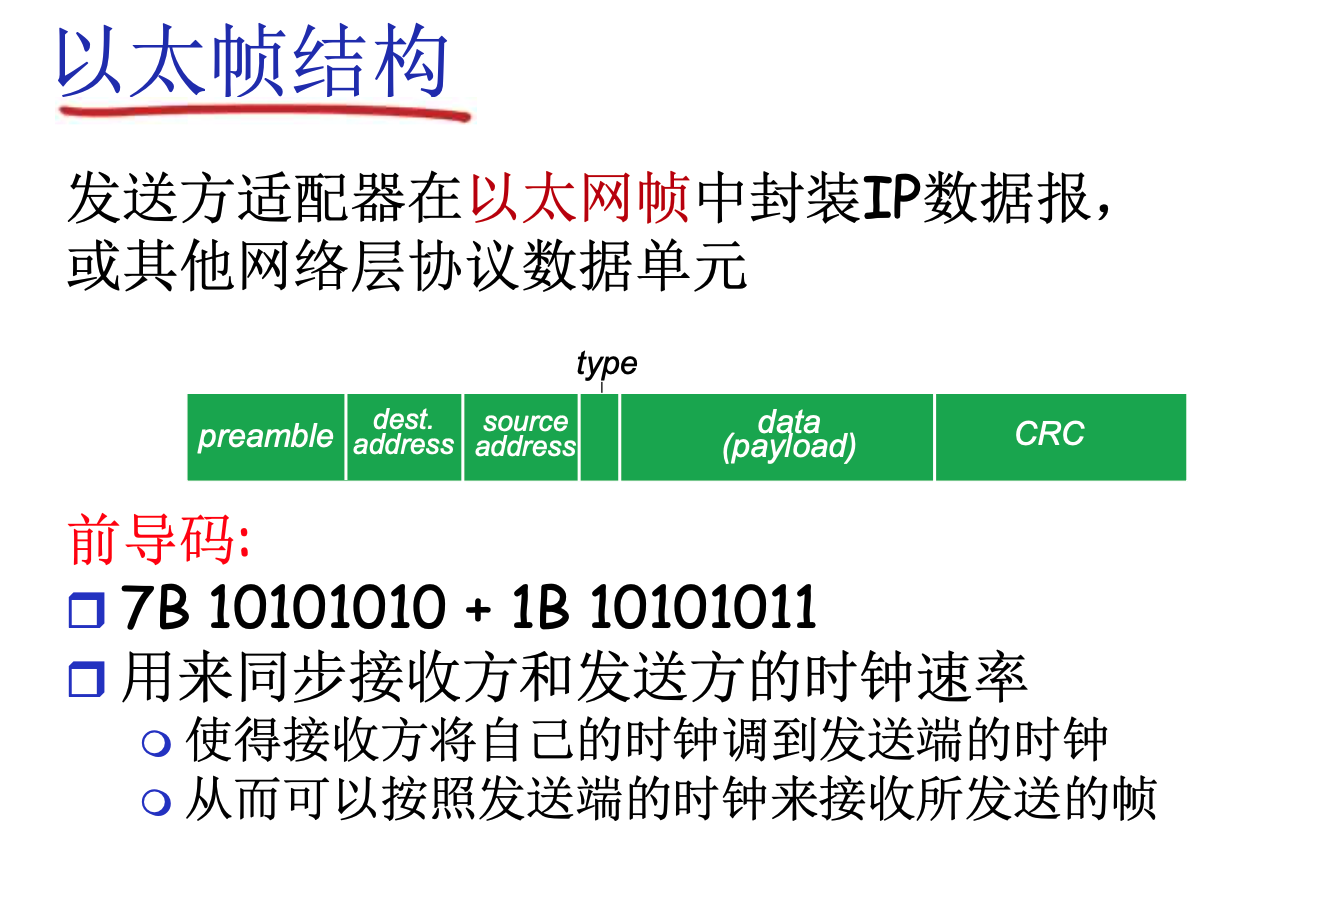 以太帧结构
发送方适配器在以太网帧中封装IP数据报，
或其他网络层协议数据单元
type
preamble
dest.
address
source
address
data
(payload)
CRC
前导码:
7B 10101010 + 1B 10101011
用来同步接收方和发送方的时钟速率
使得接收方将自己的时钟调到发送端的时钟
从而可以按照发送端的时钟来接收所发送的帧